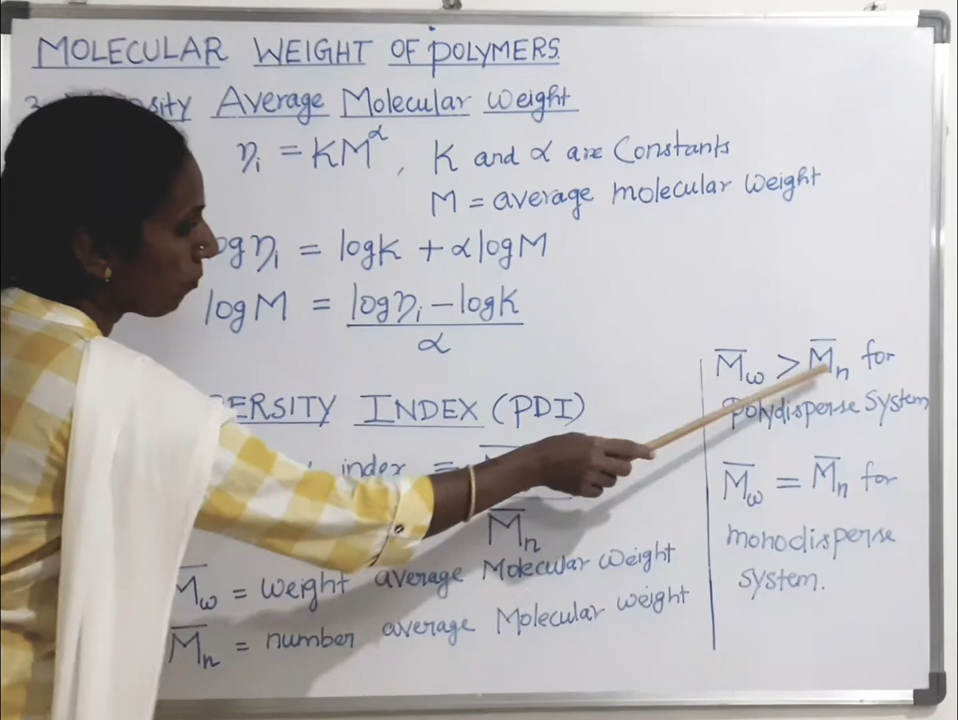 MOLECULAR WEIGHT OF POLYMERS
Average Molecular Weight
ηi = KM^α, K and α are Constants
M = average molecular weight
log ηi = log K + α log M
log M = (log ηi − log K) / α
INDEX (PDI)
index =
M̅n
M̅w = weight average Molecular Weight
M̅n = number average Molecular weight
M̅w > M̅n for
polydisperse System
M̅w = M̅n for
monodisperse
system.